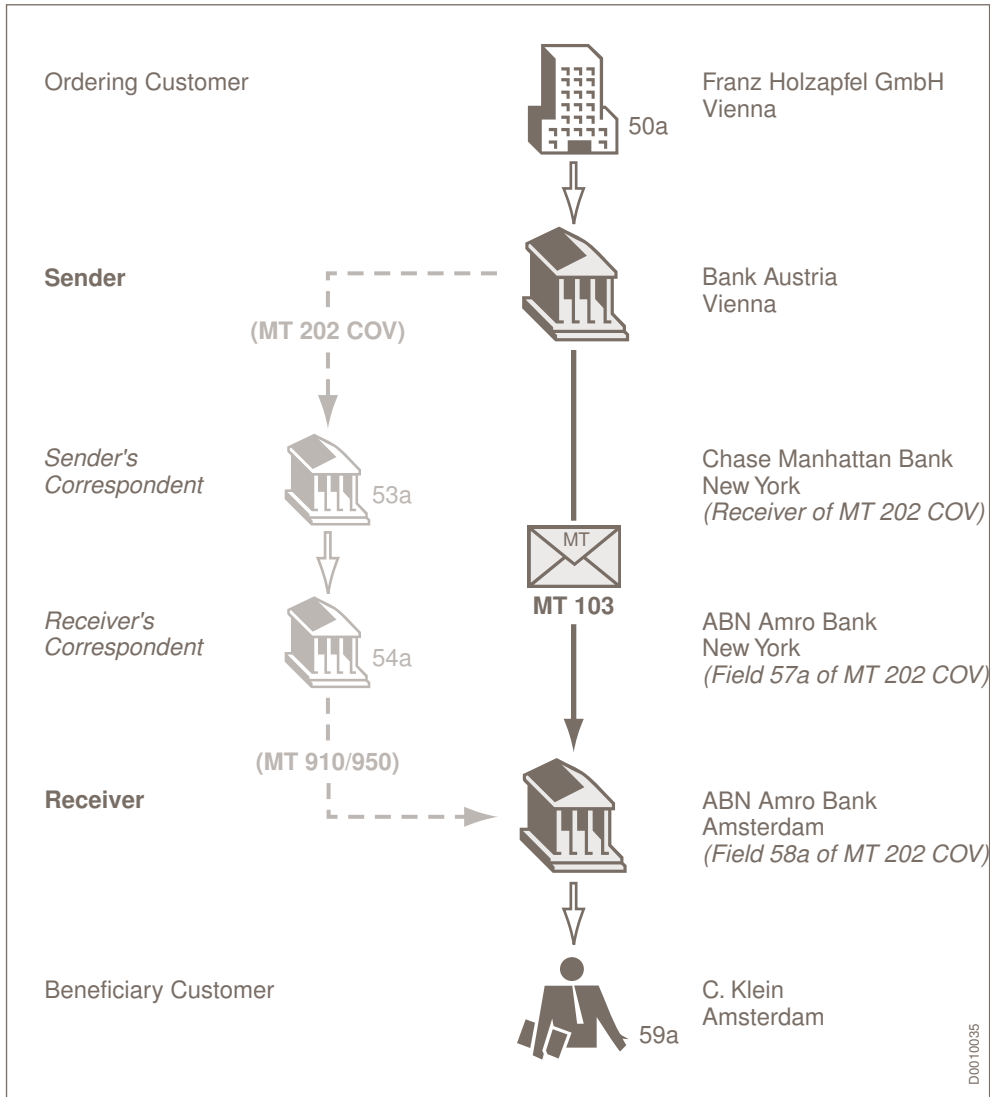 Ordering Customer
50a
Franz Holzapfel GmbH
Vienna
Sender
Bank Austria
Vienna
(MT 202 COV)
Sender's
Correspondent
53a
Chase Manhattan Bank
New York
(Receiver of MT 202 COV)
MT
MT 103
Receiver's
Correspondent
54a
ABN Amro Bank
New York
(Field 57a of MT 202 COV)
(MT 910/950)
Receiver
ABN Amro Bank
Amsterdam
(Field 58a of MT 202 COV)
Beneficiary Customer
59a
C. Klein
Amsterdam
D0010035